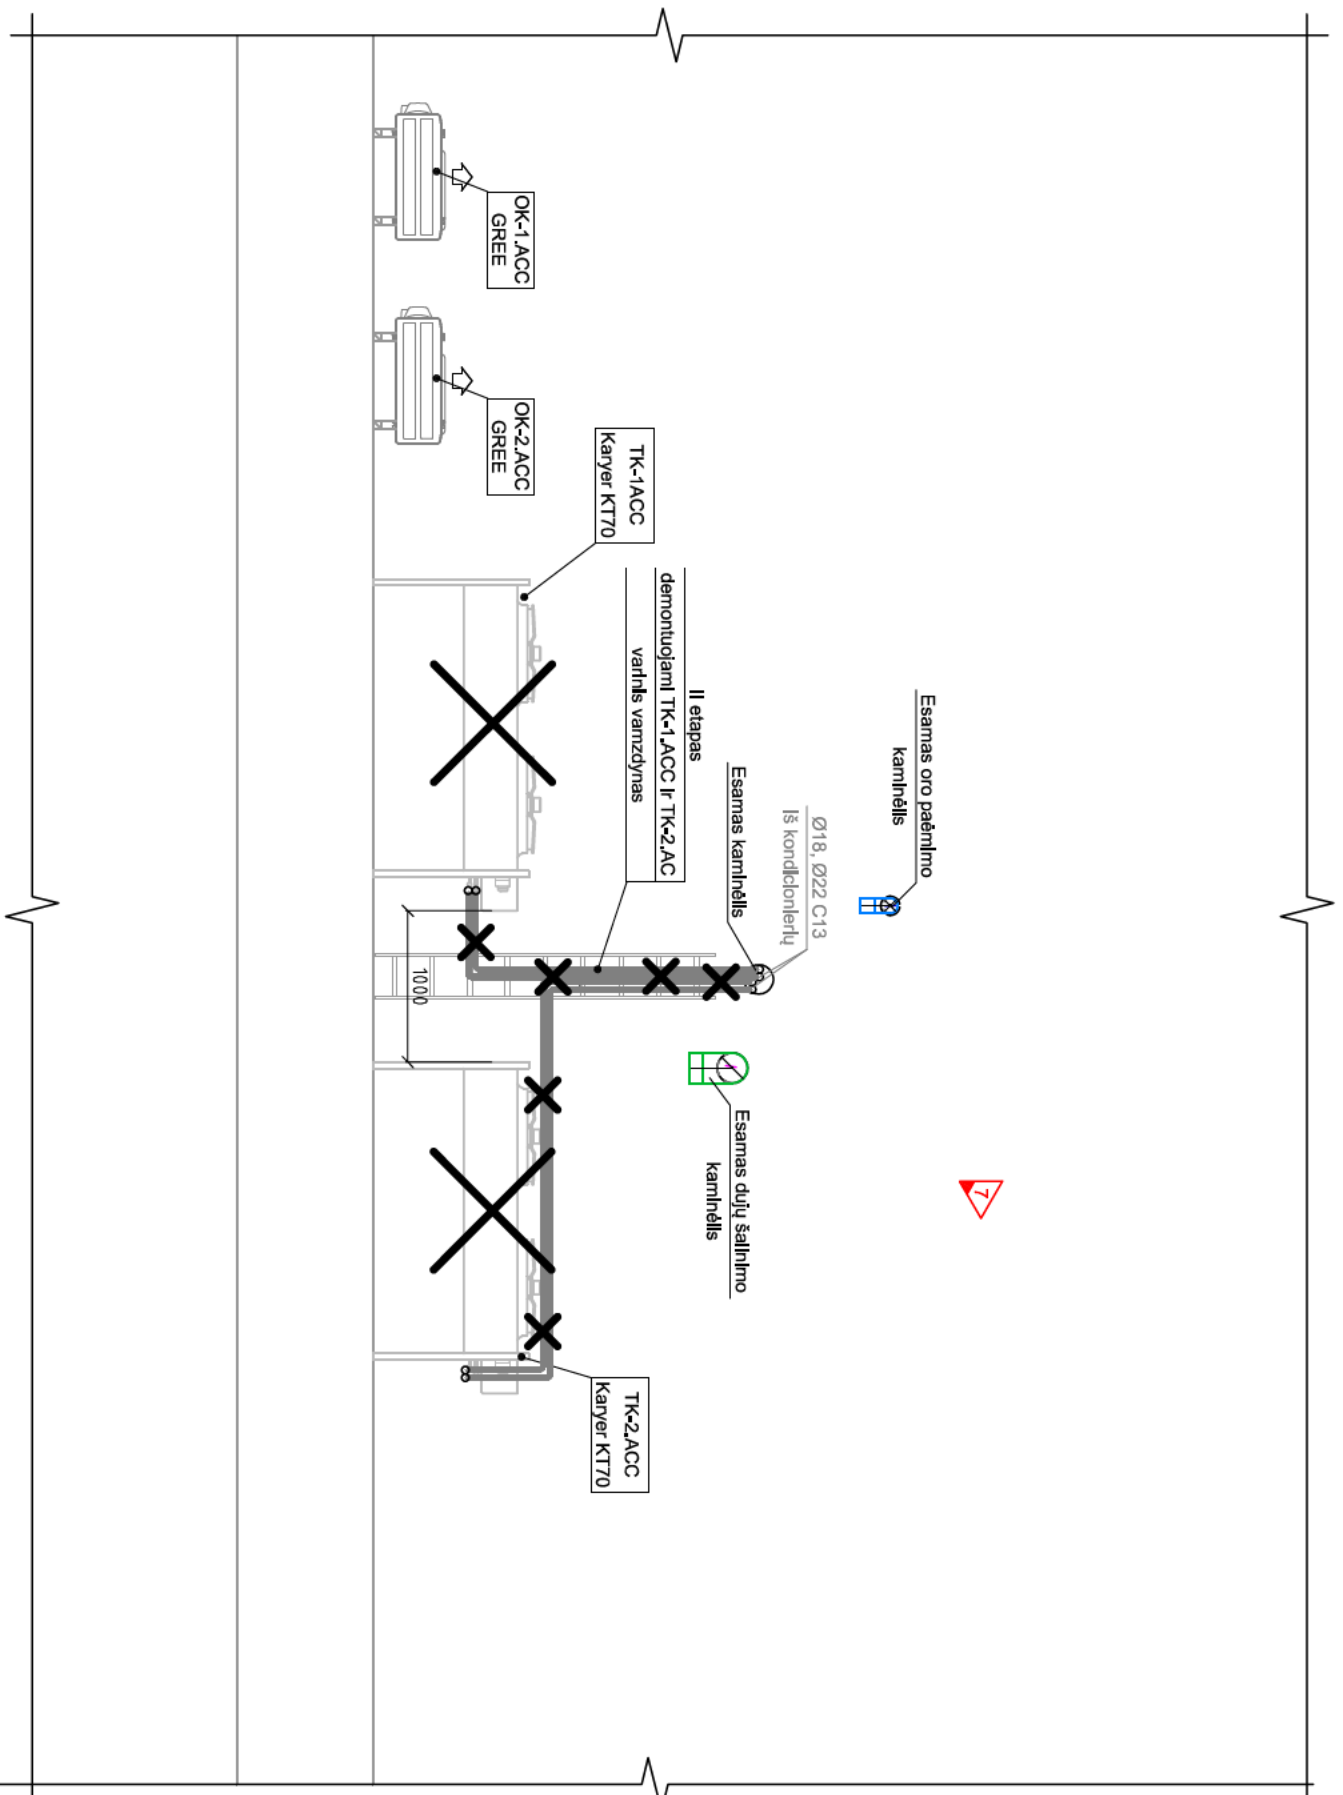 OK-1.ACC
GREE
OK-2.ACC
GREE
TK-1ACC
Karyer KT70
II etapas
demontuojami TK-1.ACC ir TK-2.AC
varinis vamzdynas
Esamas kaminėlis
Ø18, Ø22 C13
iš kondicionierių
Esamas oro paėmimo
kaminėlis
1000
Esamas dujų šalinimo
kaminėlis
7
TK-2.ACC
Karyer KT70